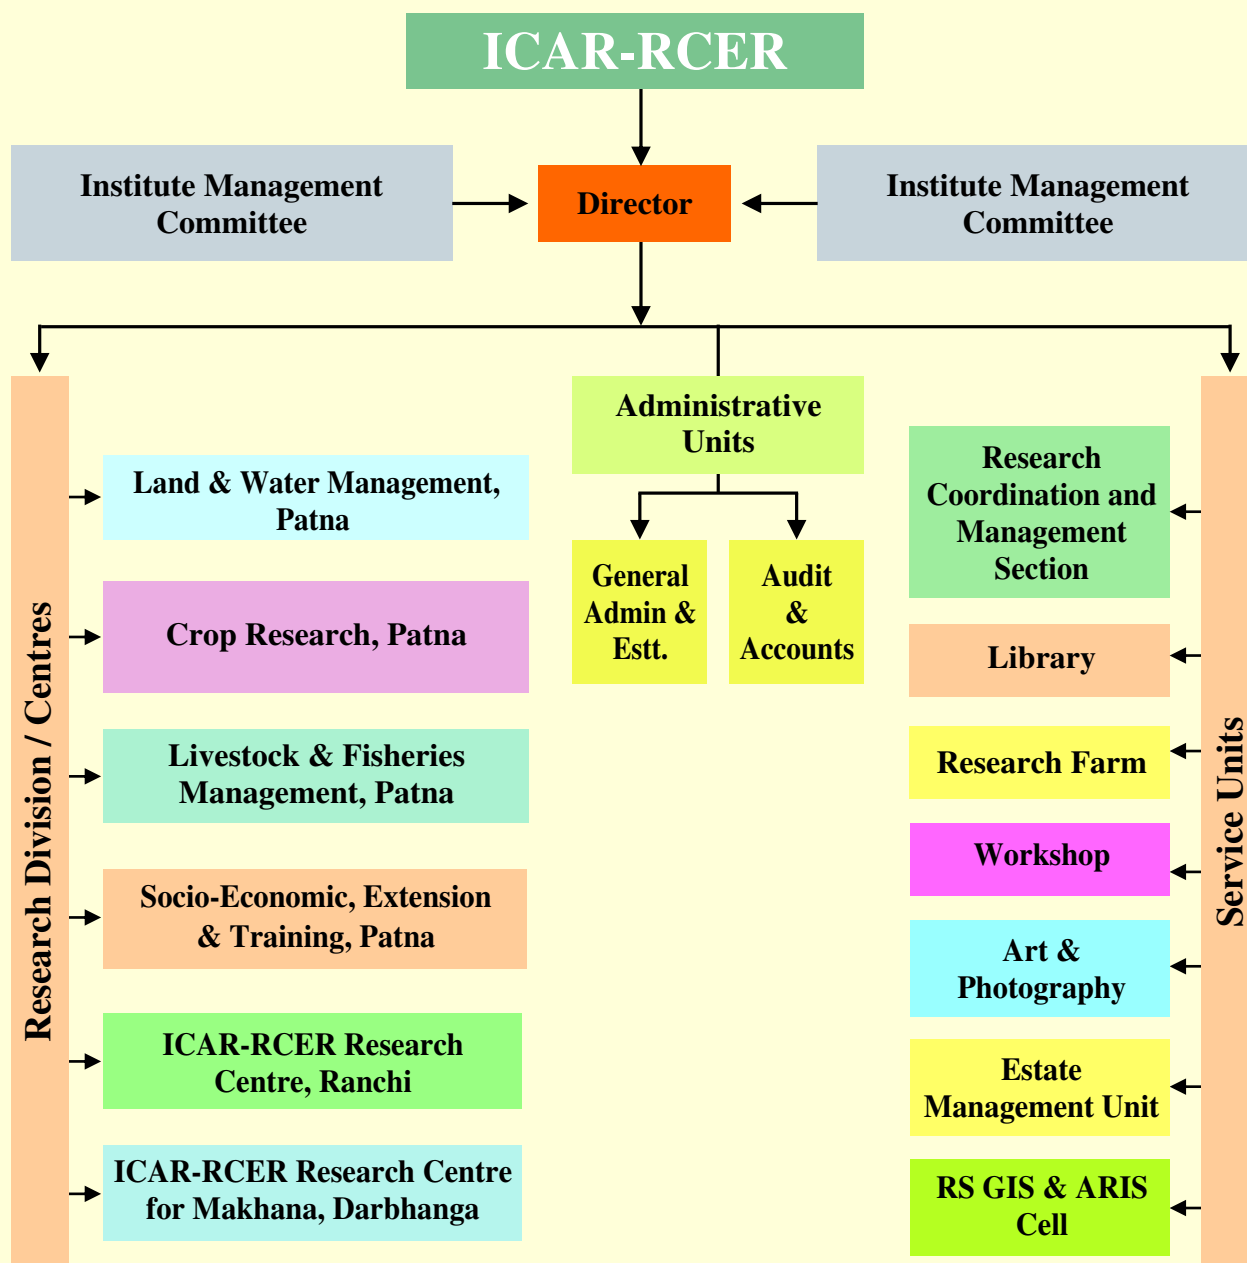 ICAR-RCER
Institute Management
Committee
Director
Institute Management
Committee
Research Division / Centres
Land & Water Management,
Patna
Crop Research, Patna
Livestock & Fisheries
Management, Patna
Socio-Economic, Extension
& Training, Patna
ICAR-RCER Research
Centre, Ranchi
ICAR-RCER Research Centre
for Makhana, Darbhanga
Administrative
Units
General
Admin &
Estt.
Audit
&
Accounts
Service Units
Research
Coordination and
Management
Section
Library
Research Farm
Workshop
Art &
Photography
Estate
Management Unit
RS GIS & ARIS
Cell